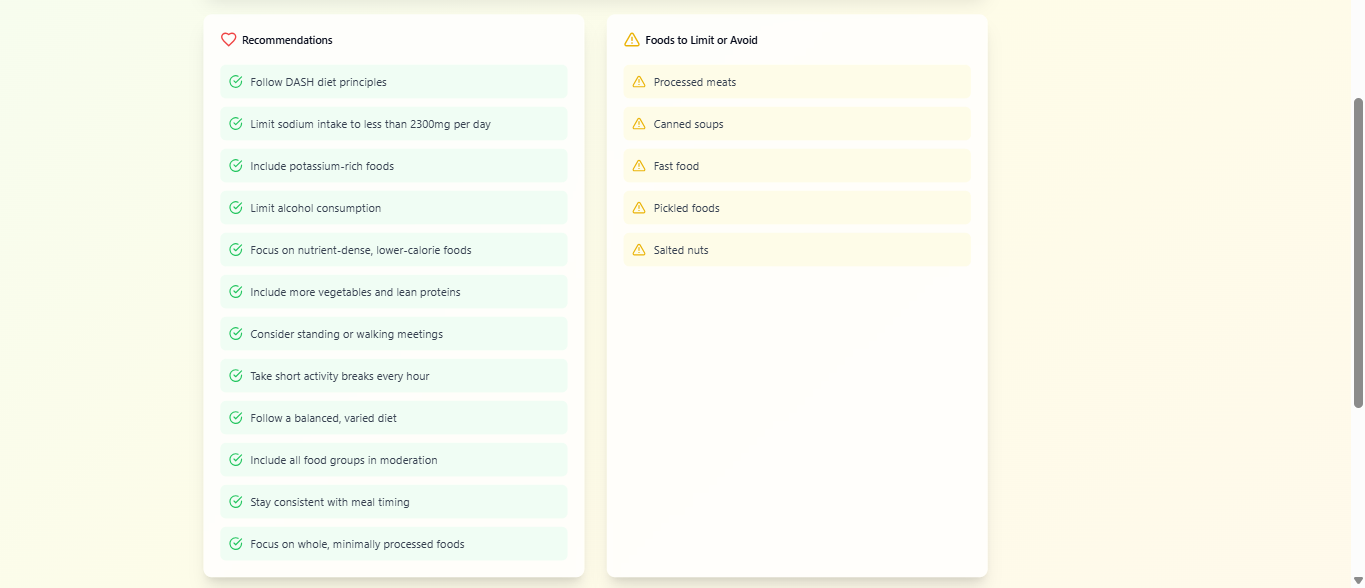 Recommendations
Follow DASH diet principles
Limit sodium intake to less than 2300mg per day
Include potassium-rich foods
Limit alcohol consumption
Focus on nutrient-dense, lower-calorie foods
Include more vegetables and lean proteins
Consider standing or walking meetings
Take short activity breaks every hour
Follow a balanced, varied diet
Include all food groups in moderation
Stay consistent with meal timing
Focus on whole, minimally processed foods
Foods to Limit or Avoid
Processed meats
Canned soups
Fast food
Pickled foods
Salted nuts